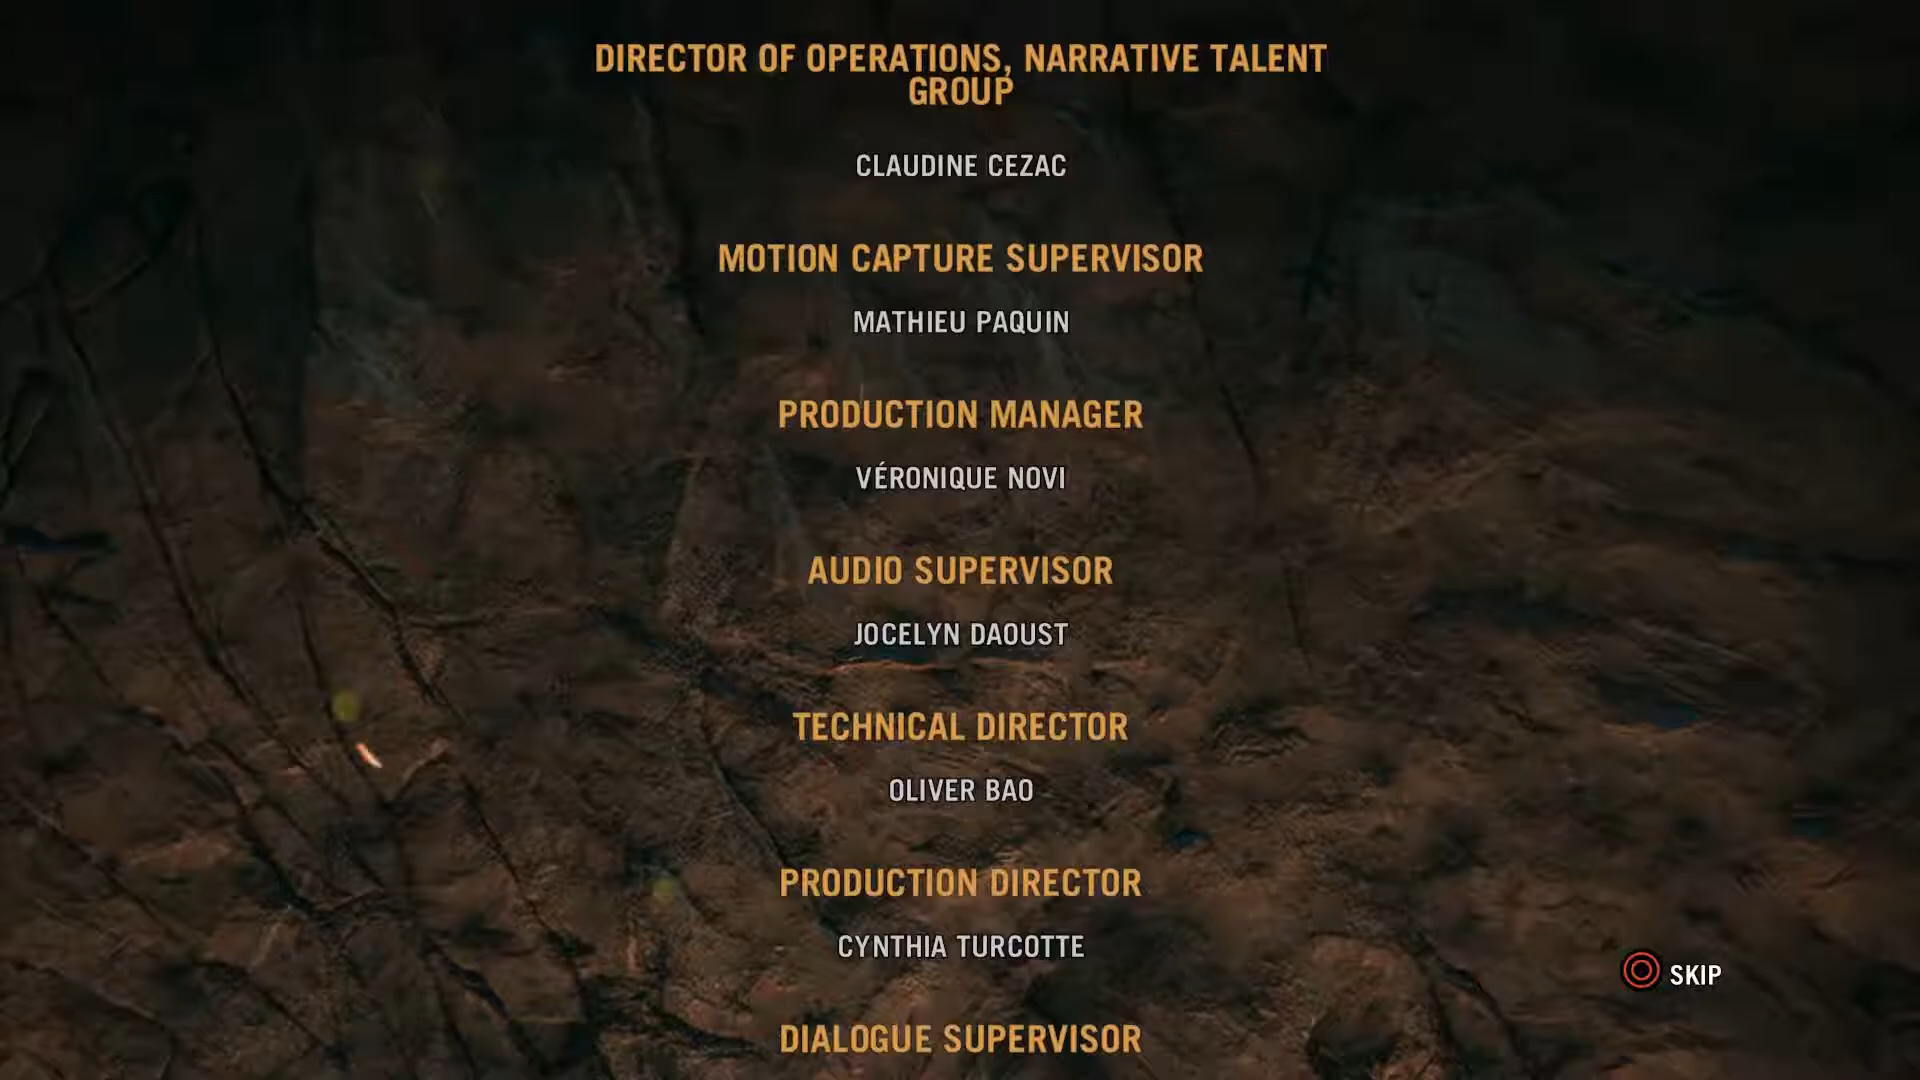 DIRECTOR OF OPERATIONS, NARRATIVE TALENT
GROUP
CLAUDINE CEZAC
MOTION CAPTURE SUPERVISOR
MATHIEU PAQUIN
PRODUCTION MANAGER
VÉRONIQUE NOVI
AUDIO SUPERVISOR
JOCELYN DAOUST
TECHNICAL DIRECTOR
OLIVER BAO
PRODUCTION DIRECTOR
CYNTHIA TURCOTTE
SKIP
DIALOGUE SUPERVISOR